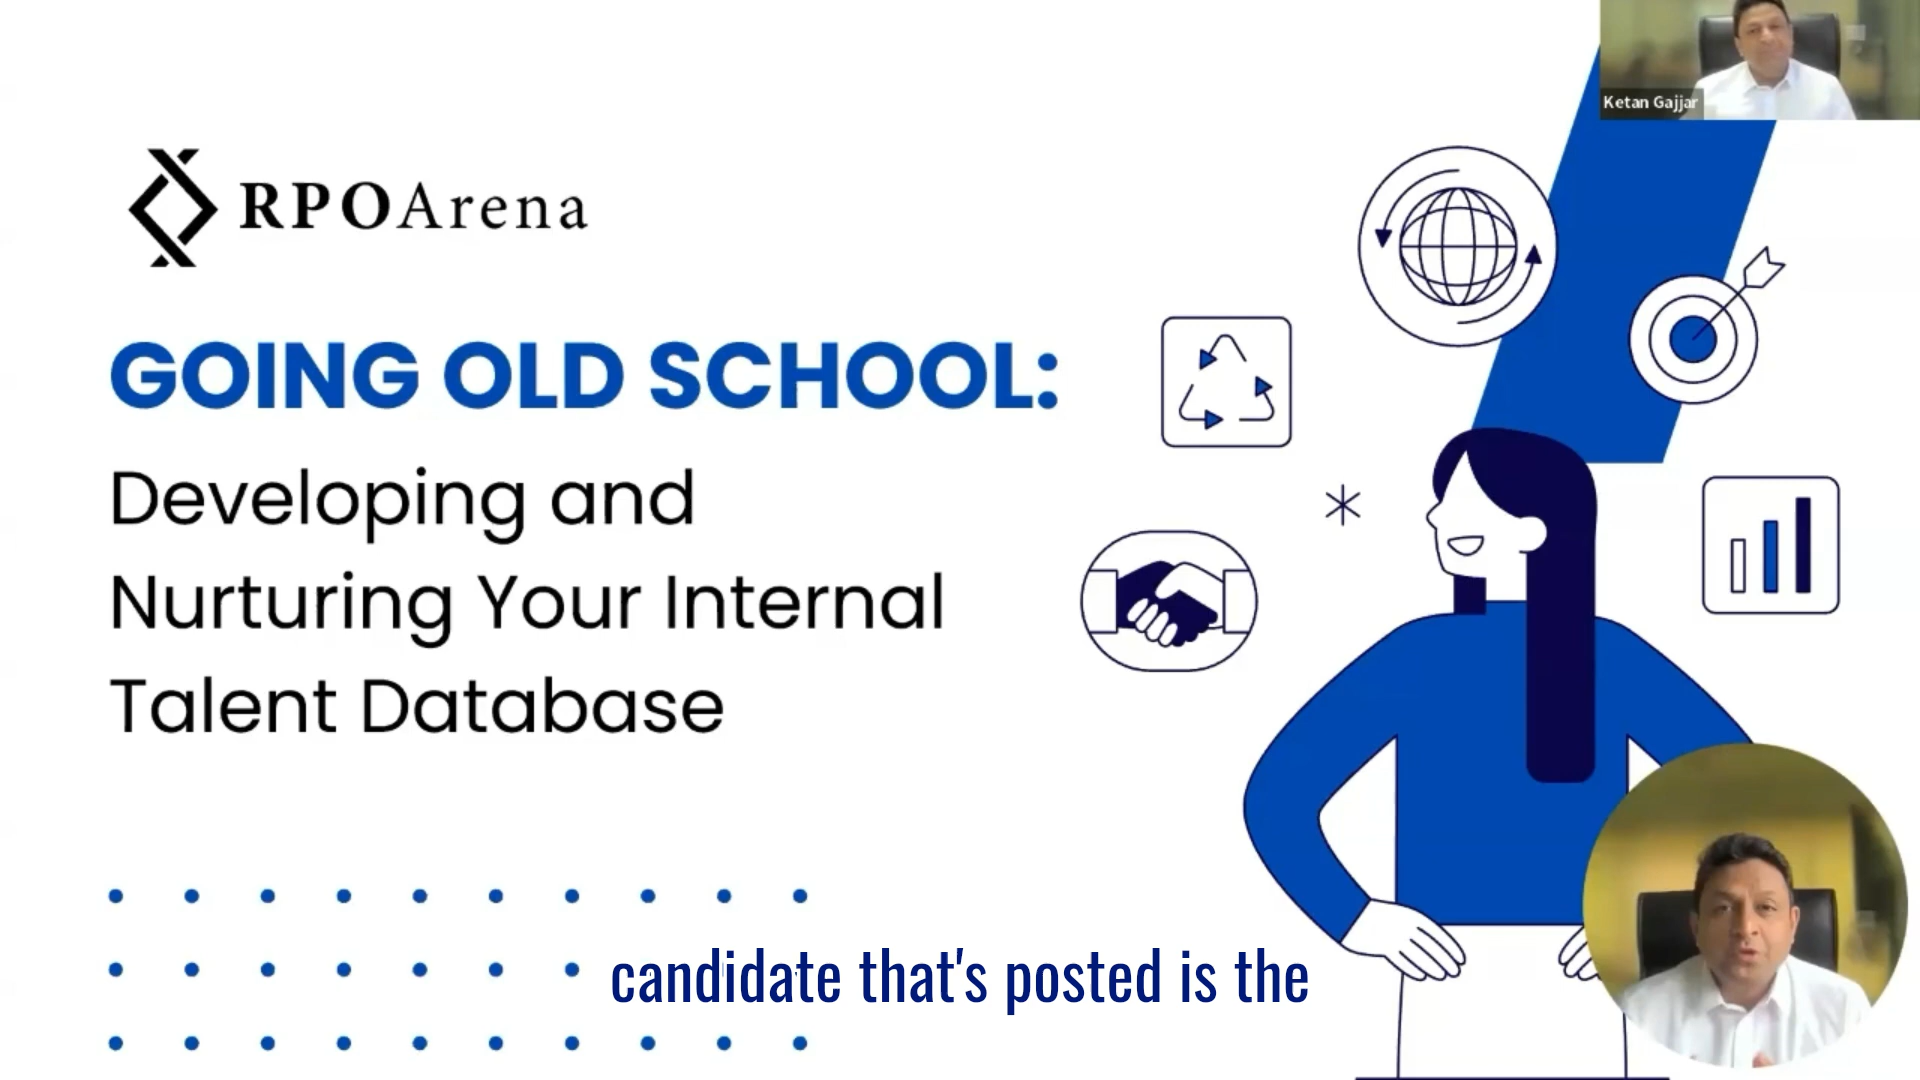 Ketan Gajjar
RPOArena
GOING OLD SCHOOL:
Developing and
Nurturing Your Internal
Talent Database
candidate that's posted is the